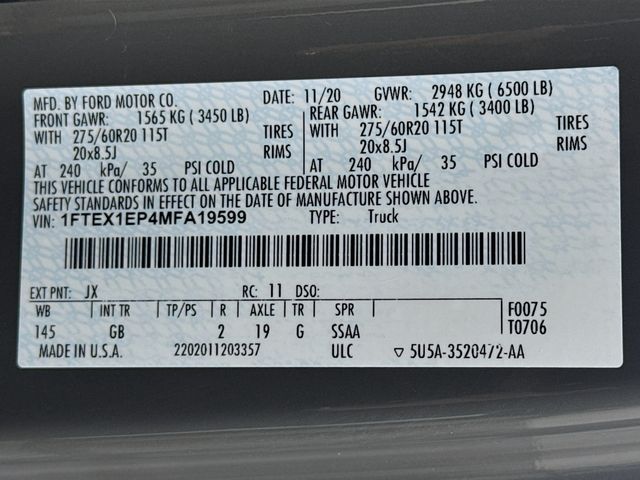 MFD. BY FORD MOTOR CO. DATE: 11/20 GVWR: 2948 KG ( 6500 LB)
FRONT GAWR: 1565 KG ( 3450 LB) REAR GAWR: 1542 KG ( 3400 LB)
WITH 275/60R20 115T TIRES WITH 275/60R20 115T TIRES
20x8.5J RIMS 20x8.5J RIMS
AT 240 kPa/ 35 PSI COLD AT 240 kPa/ 35 PSI COLD
THIS VEHICLE CONFORMS TO ALL APPLICABLE FEDERAL MOTOR VEHICLE
SAFETY STANDARDS IN EFFECT ON THE DATE OF MANUFACTURE SHOWN ABOVE.
VIN: 1FTEX1EP4MFA19599 TYPE: Truck
EXT PNT: JX RC: 11 DSO:
WB INT TR TP/PS R AXLE TR SPR F0075
145 GB 2 19 G SSAA T0706
MADE IN U.S.A. 2202011203357 ULC ▽ 5U5A-3520472-AA